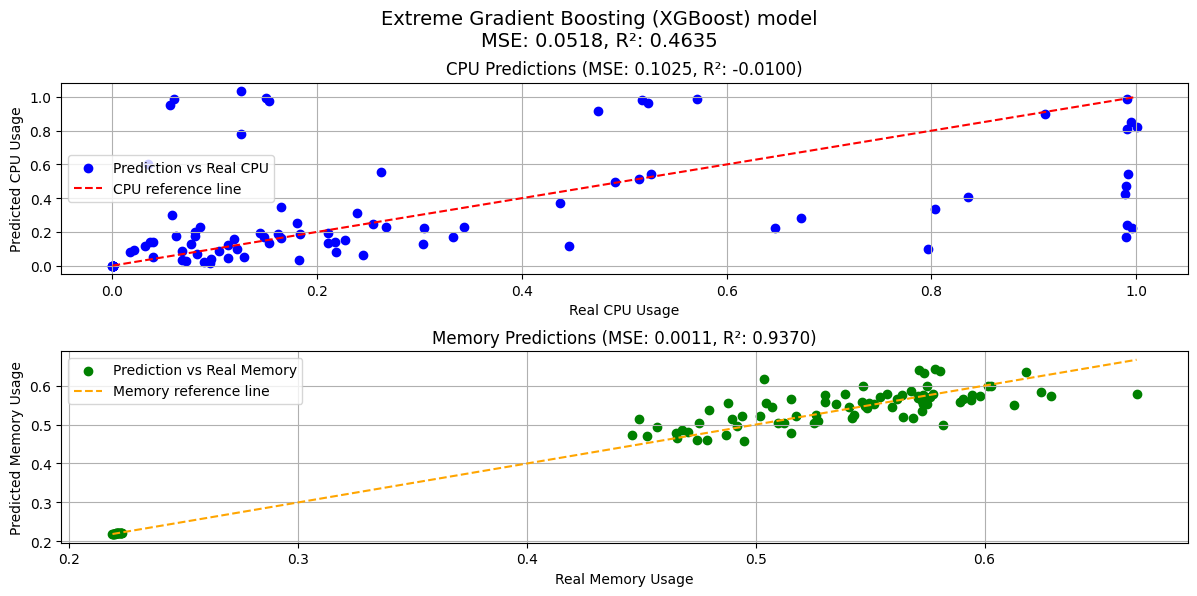 Extreme Gradient Boosting (XGBoost) model
MSE: 0.0518, R²: 0.4635
CPU Predictions (MSE: 0.1025, R²: -0.0100)
Predicted CPU Usage
1.0
0.8
0.6
0.4
0.2
0.0
Prediction vs Real CPU
CPU reference line
0.0 0.2 0.4 0.6 0.8 1.0
Real CPU Usage
Memory Predictions (MSE: 0.0011, R²: 0.9370)
Predicted Memory Usage
0.6
0.5
0.4
0.3
0.2
Prediction vs Real Memory
Memory reference line
0.2 0.3 0.4 0.5 0.6
Real Memory Usage